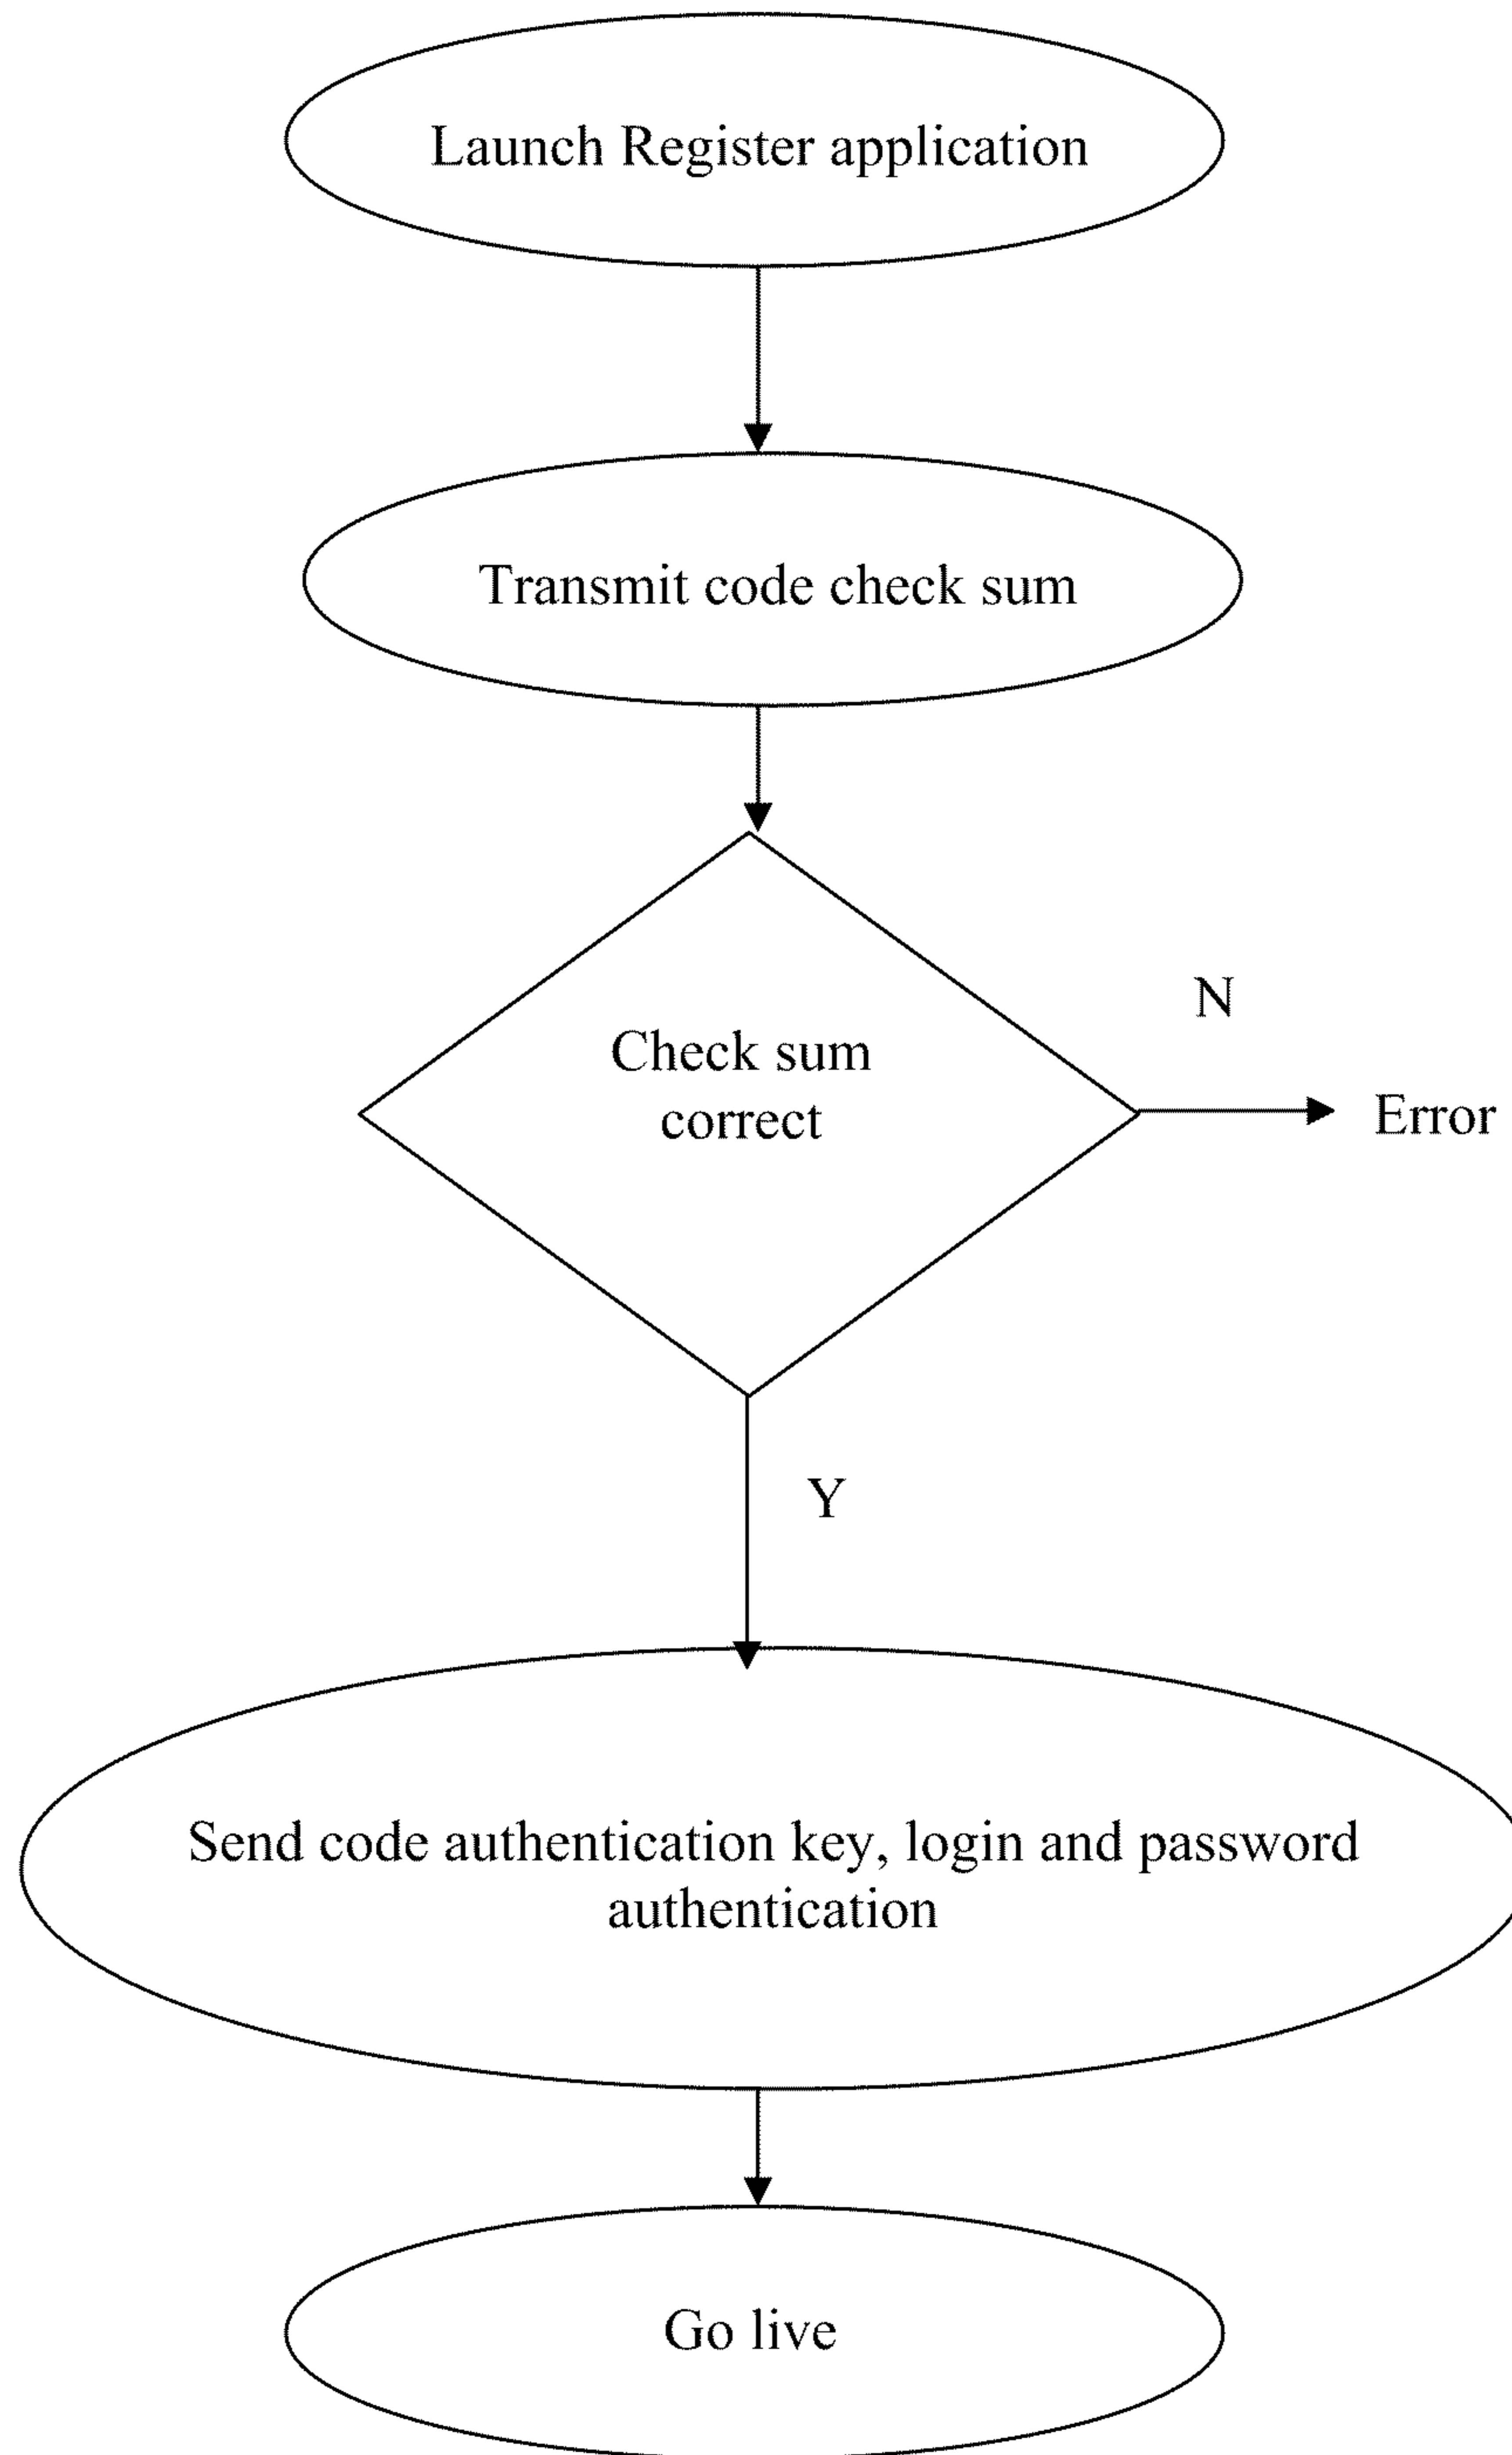 Launch Register application
Transmit code check sum
N
Check sum
correct
Error
Y
Send code authentication key, login and password
authentication
Go live